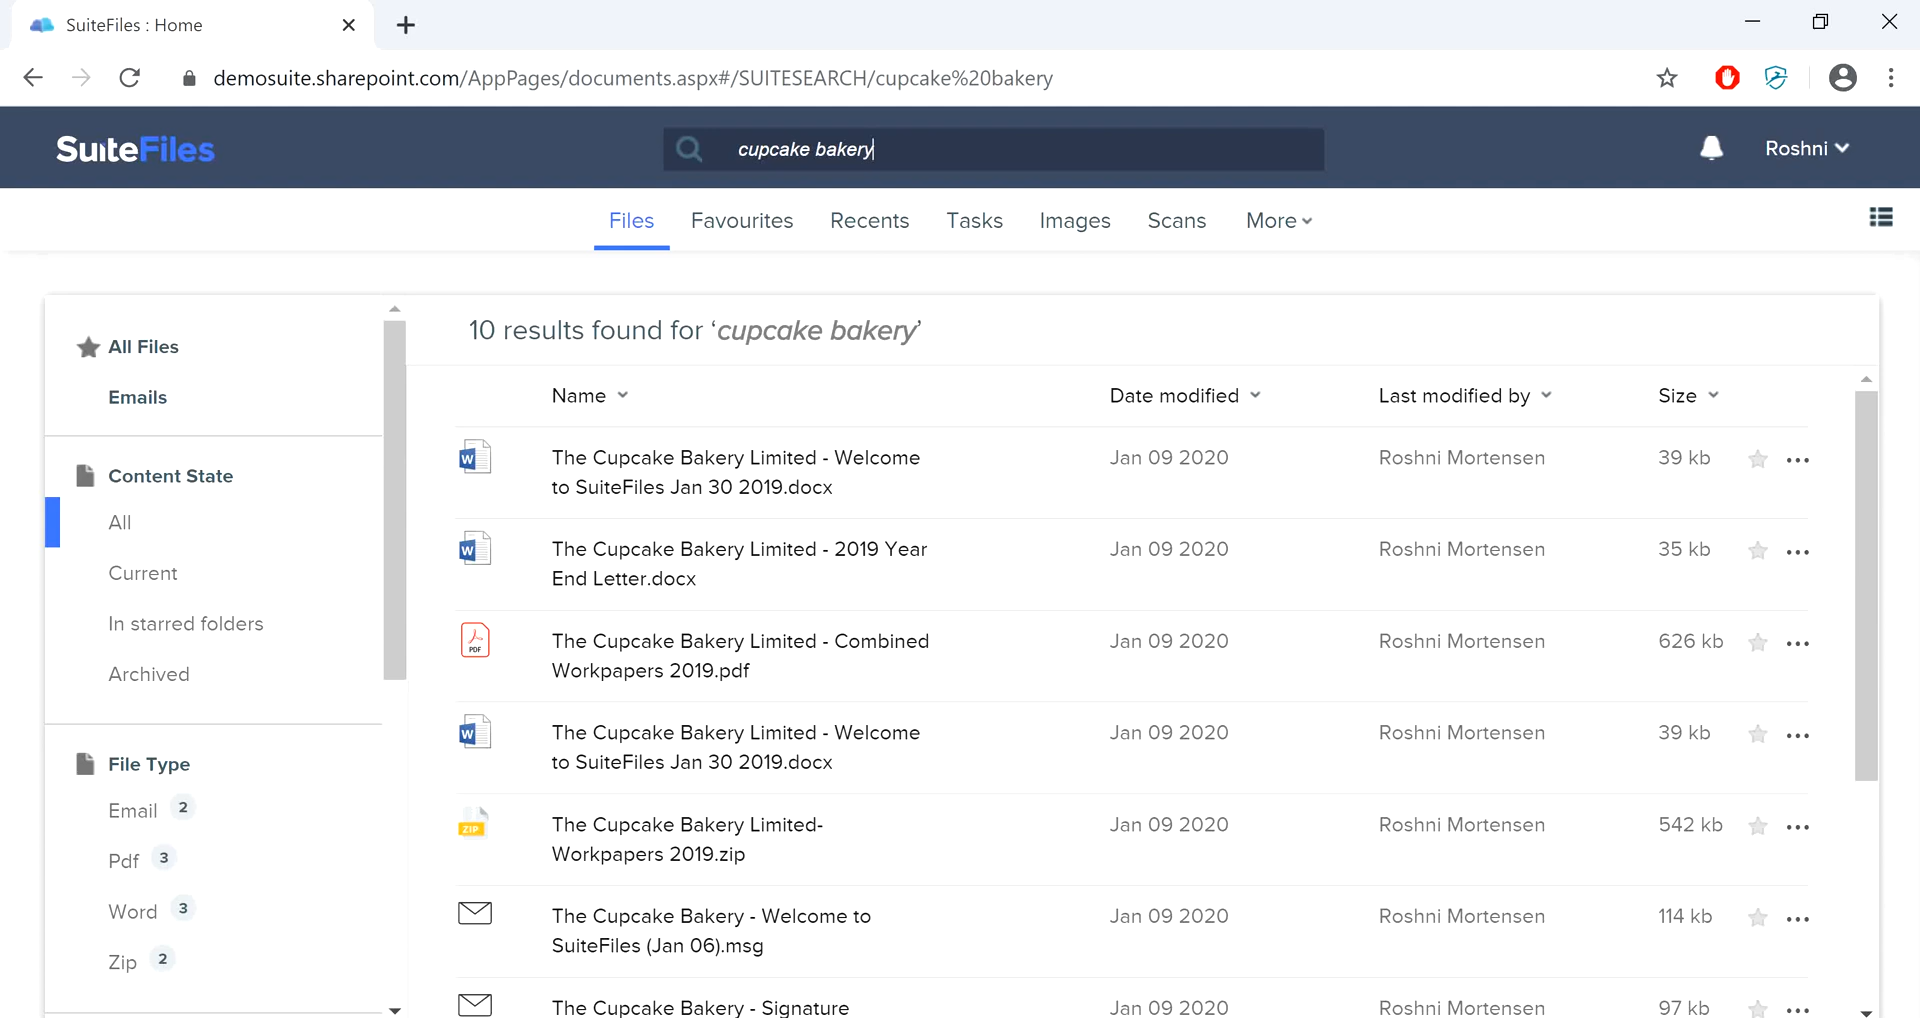 SuiteFiles : Home
demosuite.sharepoint.com/AppPages/documents.aspx#/SUITESEARCH/cupcake%20bakery
SuiteFiles
cupcake bakery
Roshni
Files Favourites Recents Tasks Images Scans More
All Files
Emails
Content State
All
Current
In starred folders
Archived
File Type
Email 2
Pdf 3
Word 3
Zip 2
10 results found for ‘cupcake bakery’
Name Date modified Last modified by Size
W The Cupcake Bakery Limited - Welcome Jan 09 2020 Roshni Mortensen 39 kb
to SuiteFiles Jan 30 2019.docx
W The Cupcake Bakery Limited - 2019 Year Jan 09 2020 Roshni Mortensen 35 kb
End Letter.docx
PDF The Cupcake Bakery Limited - Combined Jan 09 2020 Roshni Mortensen 626 kb
Workpapers 2019.pdf
W The Cupcake Bakery Limited - Welcome Jan 09 2020 Roshni Mortensen 39 kb
to SuiteFiles Jan 30 2019.docx
ZIP The Cupcake Bakery Limited- Jan 09 2020 Roshni Mortensen 542 kb
Workpapers 2019.zip
The Cupcake Bakery - Welcome to Jan 09 2020 Roshni Mortensen 114 kb
SuiteFiles (Jan 06).msg
The Cupcake Bakery - Signature Jan 09 2020 Roshni Mortensen 97 kb